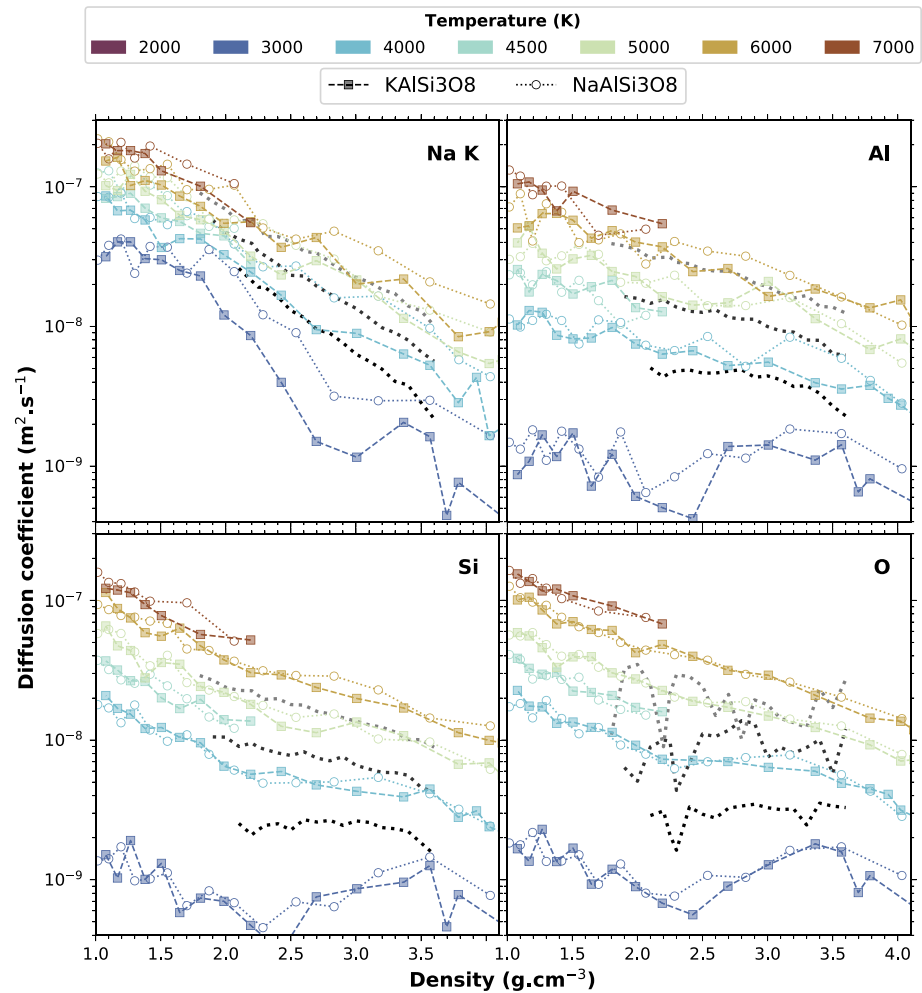 Temperature (K)
2000 3000 4000 4500 5000 6000 7000
KAlSi3O8 NaAlSi3O8
Na K
Al
10⁻⁷
10⁻⁸
10⁻⁹
Si
O
10⁻⁷
10⁻⁸
10⁻⁹
Diffusion coefficient (m².s⁻¹)
1.0 1.5 2.0 2.5 3.0 3.5 4.0
1.0 1.5 2.0 2.5 3.0 3.5 4.0
Density (g.cm⁻³)